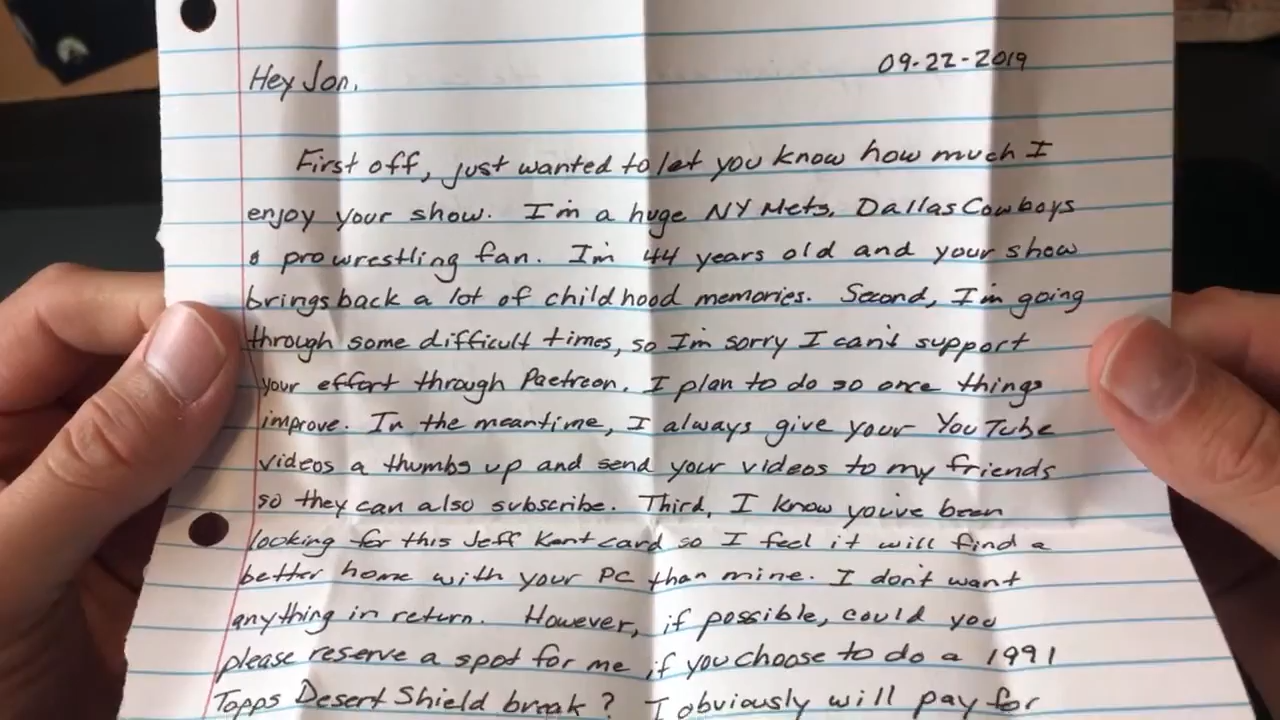 09-22-2019
Hey Jon,
First off, just wanted to let you know how much I
enjoy your show. I'm a huge NY Mets, Dallas Cowboys
& pro wrestling fan. I'm 44 years old and your show
brings back a lot of childhood memories. Second, I'm going
through some difficult times, so I'm sorry I can't support
your effort through Paetreon. I plan to do so once things
improve. In the meantime, I always give your YouTube
videos a thumbs up and send your videos to my friends
so they can also subscribe. Third, I know you've been
looking for this Jeff Kent card so I feel it will find a
better home with your PC than mine. I don't want
anything in return. However, if possible, could you
please reserve a spot for me if you choose to do a 1991
Topps Desert Shield break? I obviously will pay for